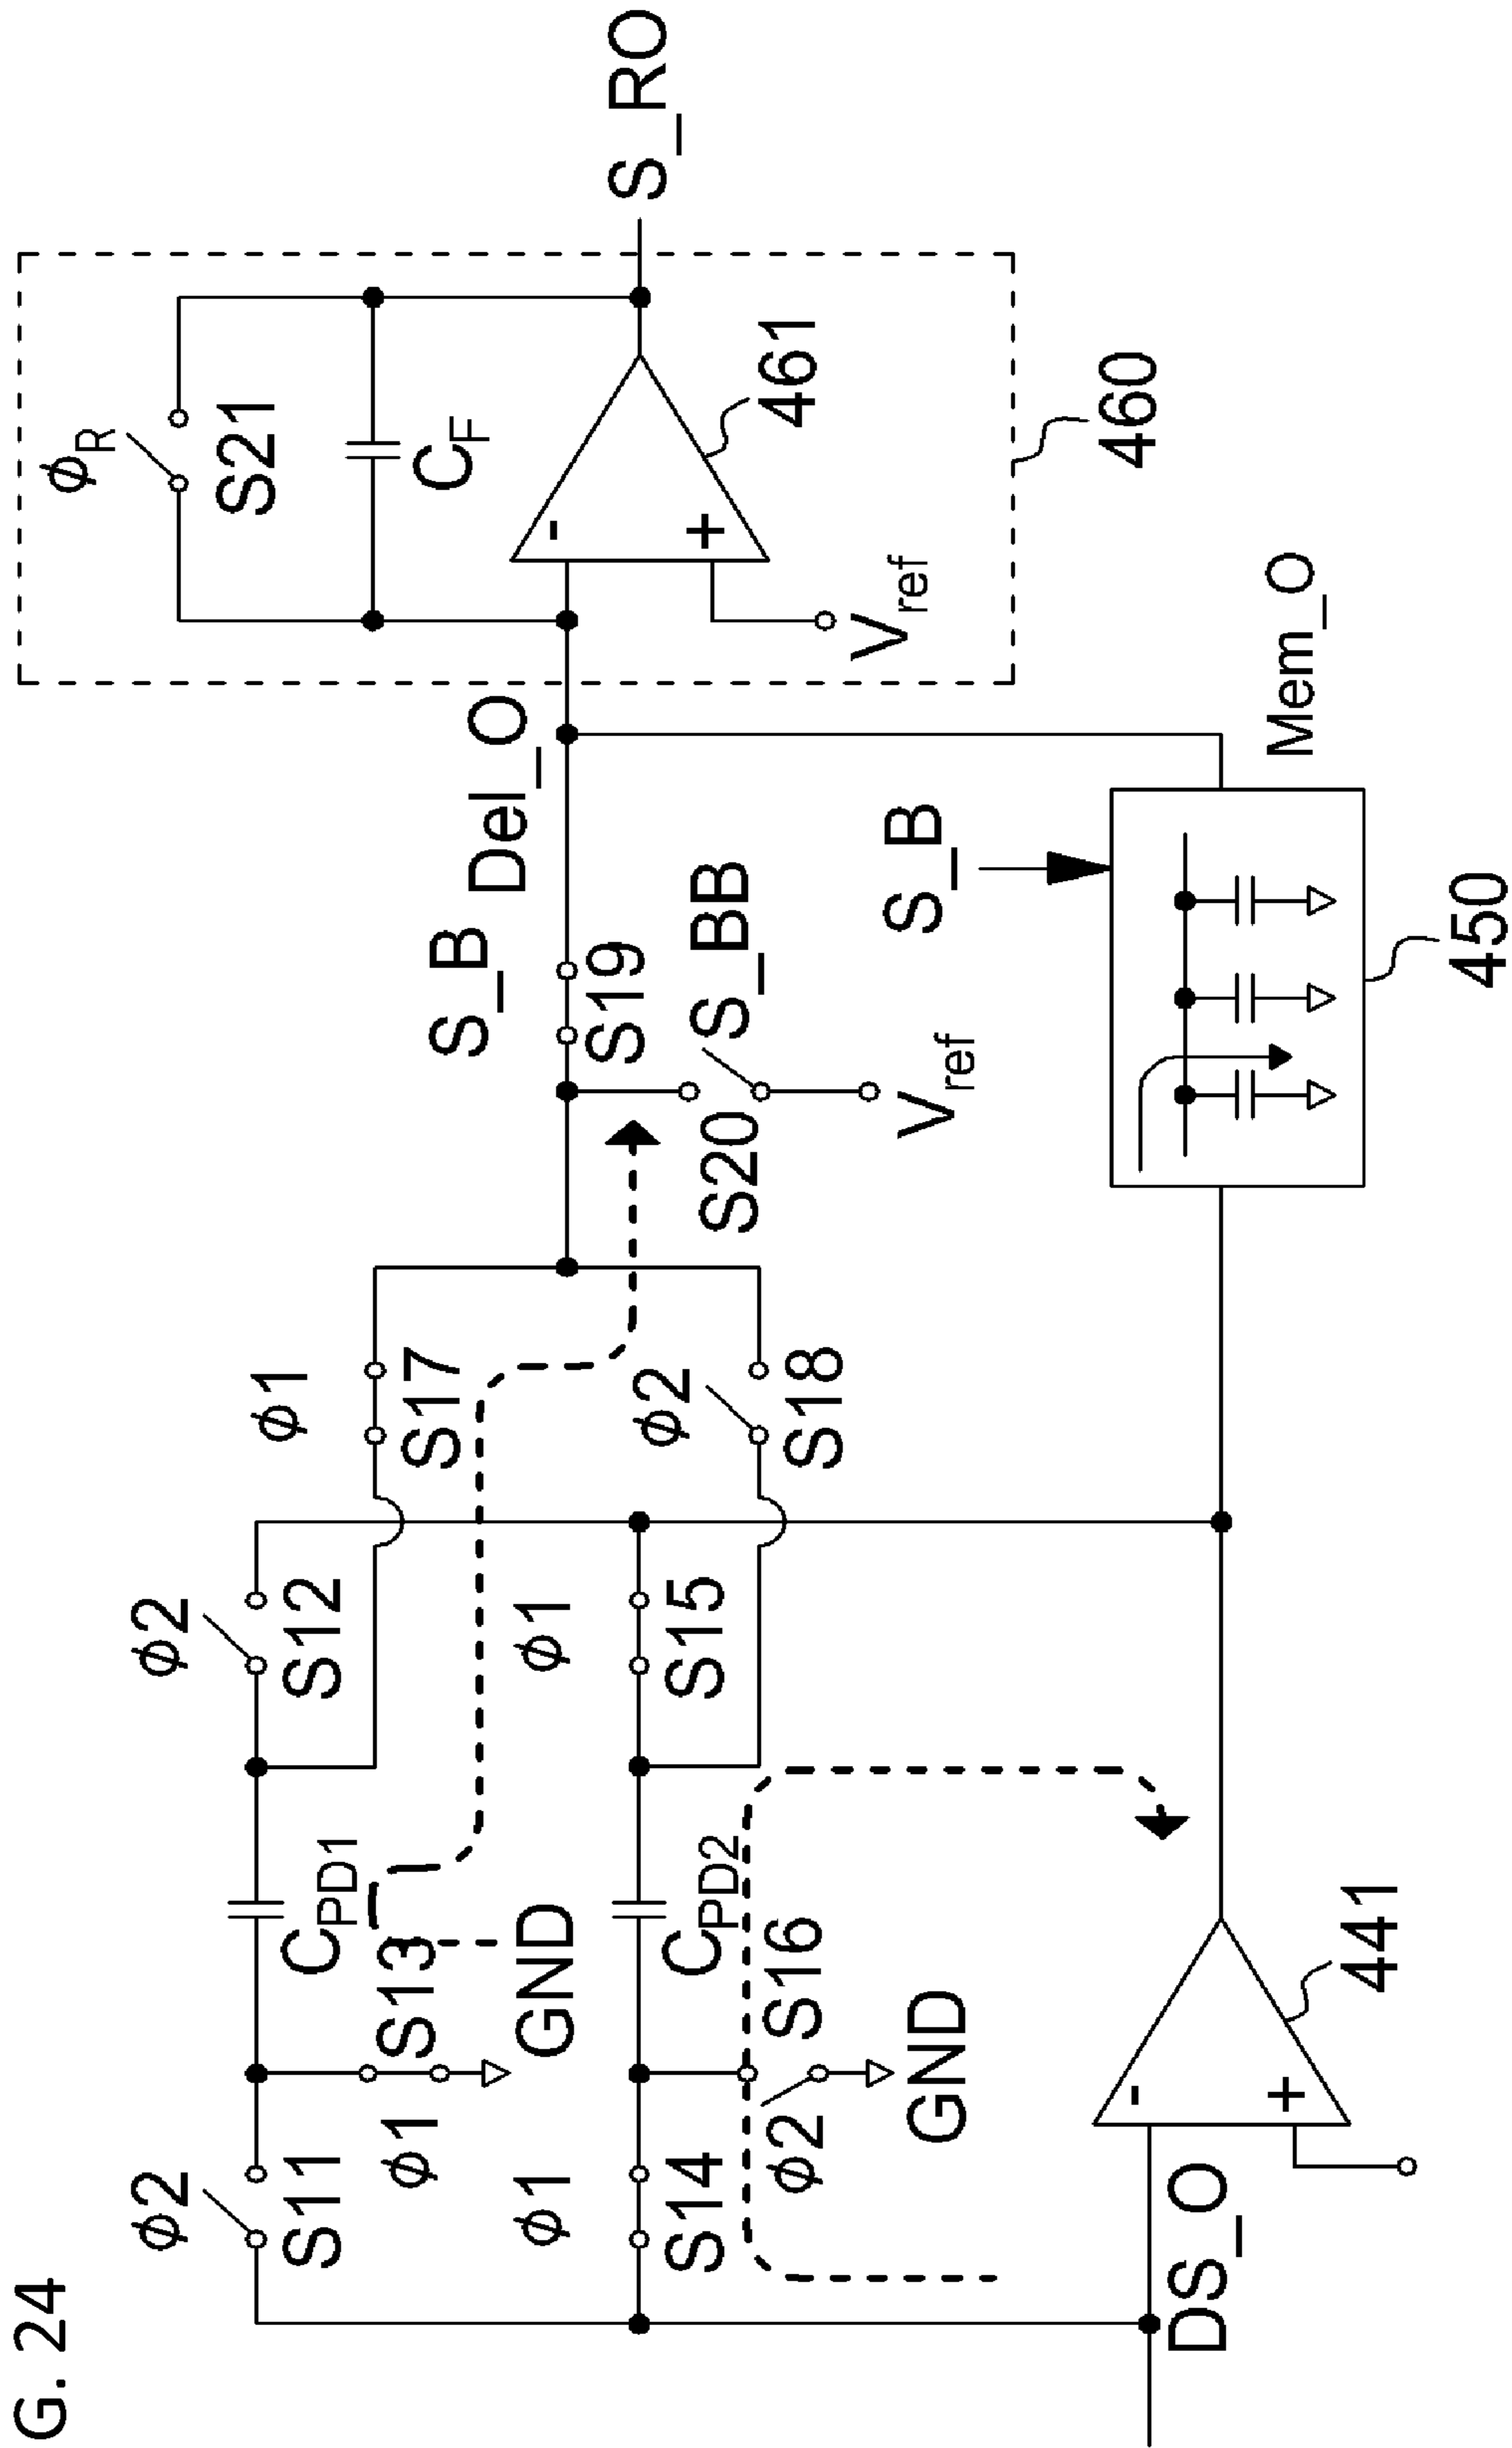 G. 24
ϕ2
S11
ϕ2
S12
ϕ1
S13
GND
C_PD1
ϕ1
S17
ϕ1
S14
ϕ1
S15
ϕ2
S16
GND
C_PD2
ϕ2
S18
S_B
S19
Del_O
S20
S_BB
V_ref
ϕ_R
S21
C_F
-
+
461
V_ref
460
S_RO
DS_O
-
+
441
S_B
Mem_O
450